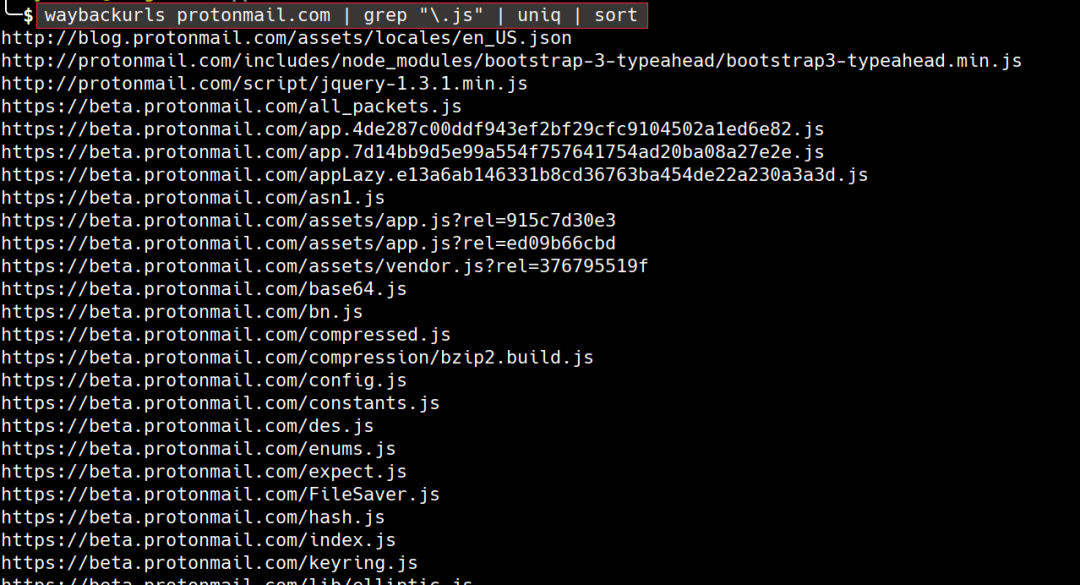 $ waybackurls protonmail.com | grep "\.js" | uniq | sort
http://blog.protonmail.com/assets/locales/en_US.json
http://protonmail.com/includes/node_modules/bootstrap-3-typeahead/bootstrap3-typeahead.min.js
http://protonmail.com/script/jquery-1.3.1.min.js
https://beta.protonmail.com/all_packets.js
https://beta.protonmail.com/app.4de287c00ddf943ef2bf29cfc9104502a1ed6e82.js
https://beta.protonmail.com/app.7d14bb9d5e99a554f757641754ad20ba08a27e2e.js
https://beta.protonmail.com/appLazy.e13a6ab146331b8cd36763ba454de22a230a3a3d.js
https://beta.protonmail.com/asn1.js
https://beta.protonmail.com/assets/app.js?rel=915c7d30e3
https://beta.protonmail.com/assets/app.js?rel=ed09b66cbd
https://beta.protonmail.com/assets/vendor.js?rel=376795519f
https://beta.protonmail.com/base64.js
https://beta.protonmail.com/bn.js
https://beta.protonmail.com/compressed.js
https://beta.protonmail.com/compression/bzip2.build.js
https://beta.protonmail.com/config.js
https://beta.protonmail.com/constants.js
https://beta.protonmail.com/des.js
https://beta.protonmail.com/enums.js
https://beta.protonmail.com/expect.js
https://beta.protonmail.com/FileSaver.js
https://beta.protonmail.com/hash.js
https://beta.protonmail.com/index.js
https://beta.protonmail.com/keyring.js
https://beta.protonmail.com/lib/elliptic.js